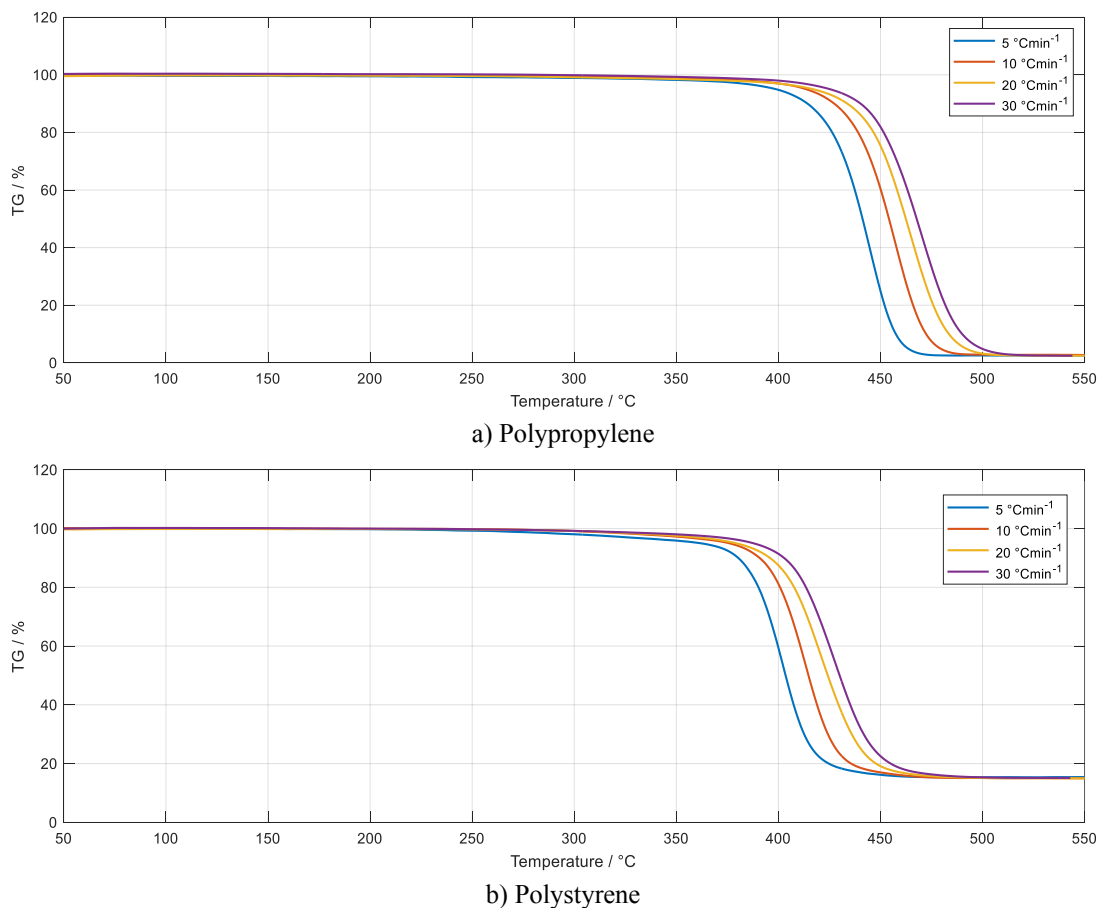 120
100
80
60
40
20
0
TG / %
5 °Cmin-1
10 °Cmin-1
20 °Cmin-1
30 °Cmin-1
50 100 150 200 250 300 350 400 450 500 550
Temperature / °C
a) Polypropylene
120
100
80
60
40
20
0
TG / %
5 °Cmin-1
10 °Cmin-1
20 °Cmin-1
30 °Cmin-1
50 100 150 200 250 300 350 400 450 500 550
Temperature / °C
b) Polystyrene